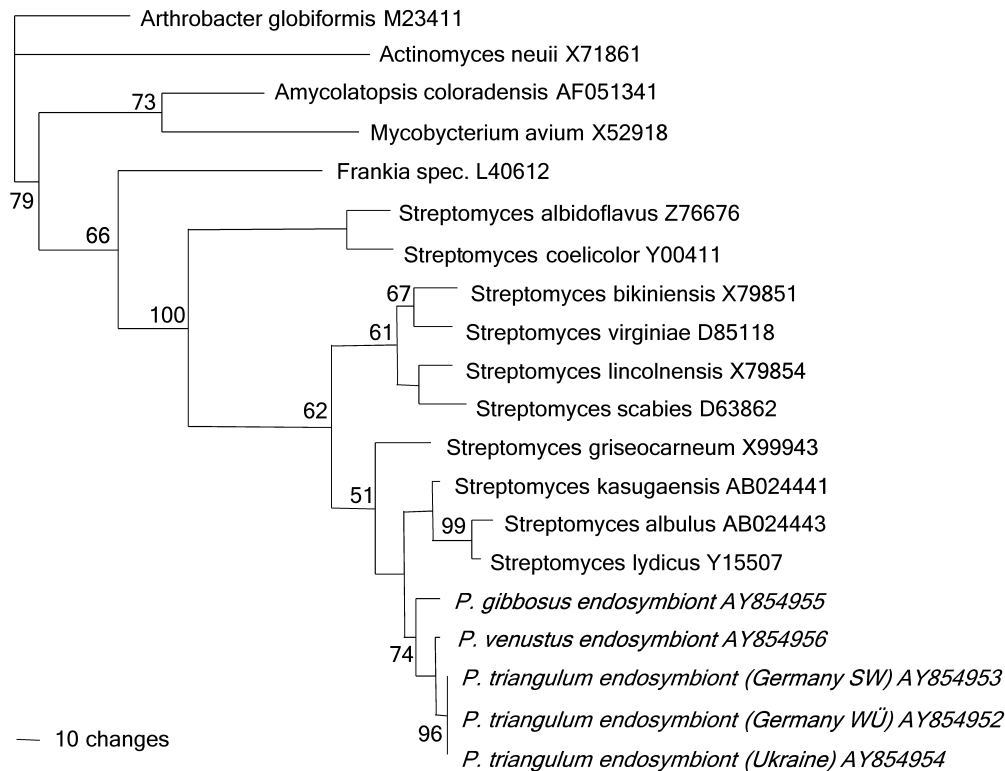 Arthrobacter globiformis M23411
Actinomyces neuii X71861
Amycolatopsis coloradensis AF051341
73
Mycobycterium avium X52918
Frankia spec. L40612
79
Streptomyces albidoflavus Z76676
66
Streptomyces coelicolor Y00411
67
Streptomyces bikiniensis X79851
100
61
Streptomyces virginiae D85118
Streptomyces lincolnensis X79854
62
Streptomyces scabies D63862
Streptomyces griseocarneum X99943
51
Streptomyces kasugaensis AB024441
99
Streptomyces albulus AB024443
Streptomyces lydicus Y15507
P. gibbosus endosymbiont AY854955
P. venustus endosymbiont AY854956
74
P. triangulum endosymbiont (Germany SW) AY854953
P. triangulum endosymbiont (Germany WÜ) AY854952
96
10 changes
P. triangulum endosymbiont (Ukraine) AY854954